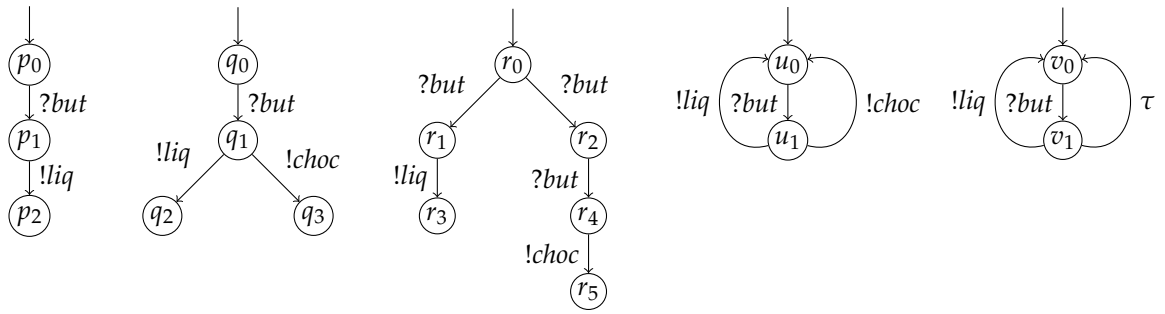 p0 q0 r0 u0 v0
?but ?but ?but ?but !liq ?but !choc !liq ?but τ
p1 q1 r1 r2 u1 v1
!liq !liq !choc !liq ?but
p2 q2 q3 r3 r4
!choc
r5